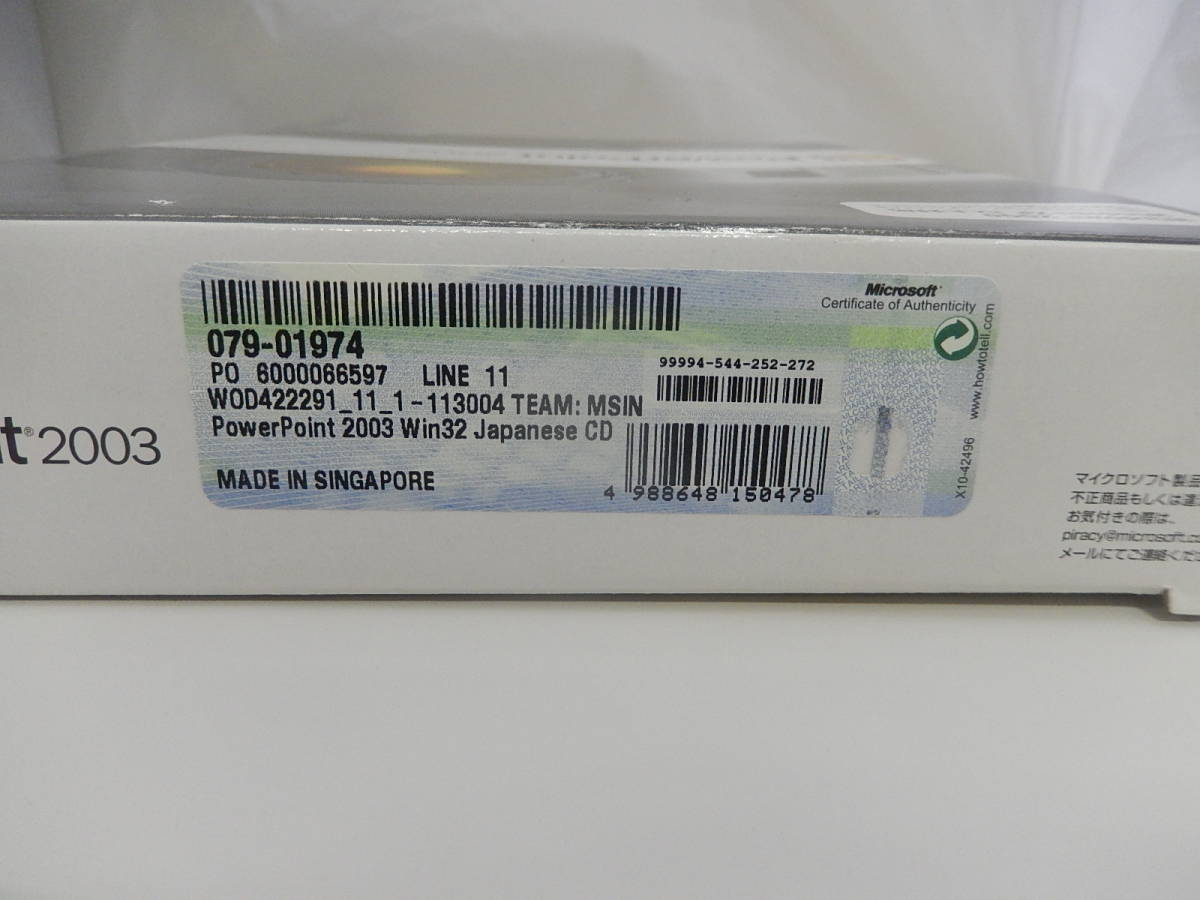 079-01974
PO 6000066597 LINE 11
WOD422291_11_1-113004 TEAM: MSIN
PowerPoint 2003 Win32 Japanese CD
MADE IN SINGAPORE
99994-544-252-272
4 988648 150478
Microsoft
Certificate of Authenticity
www.howtotell.com
X10-42496
2003
マイクロソフト製品
不正商品もしくは違
お気付きの際は、
piracy@microsoft.co
メールにてご連絡くだ